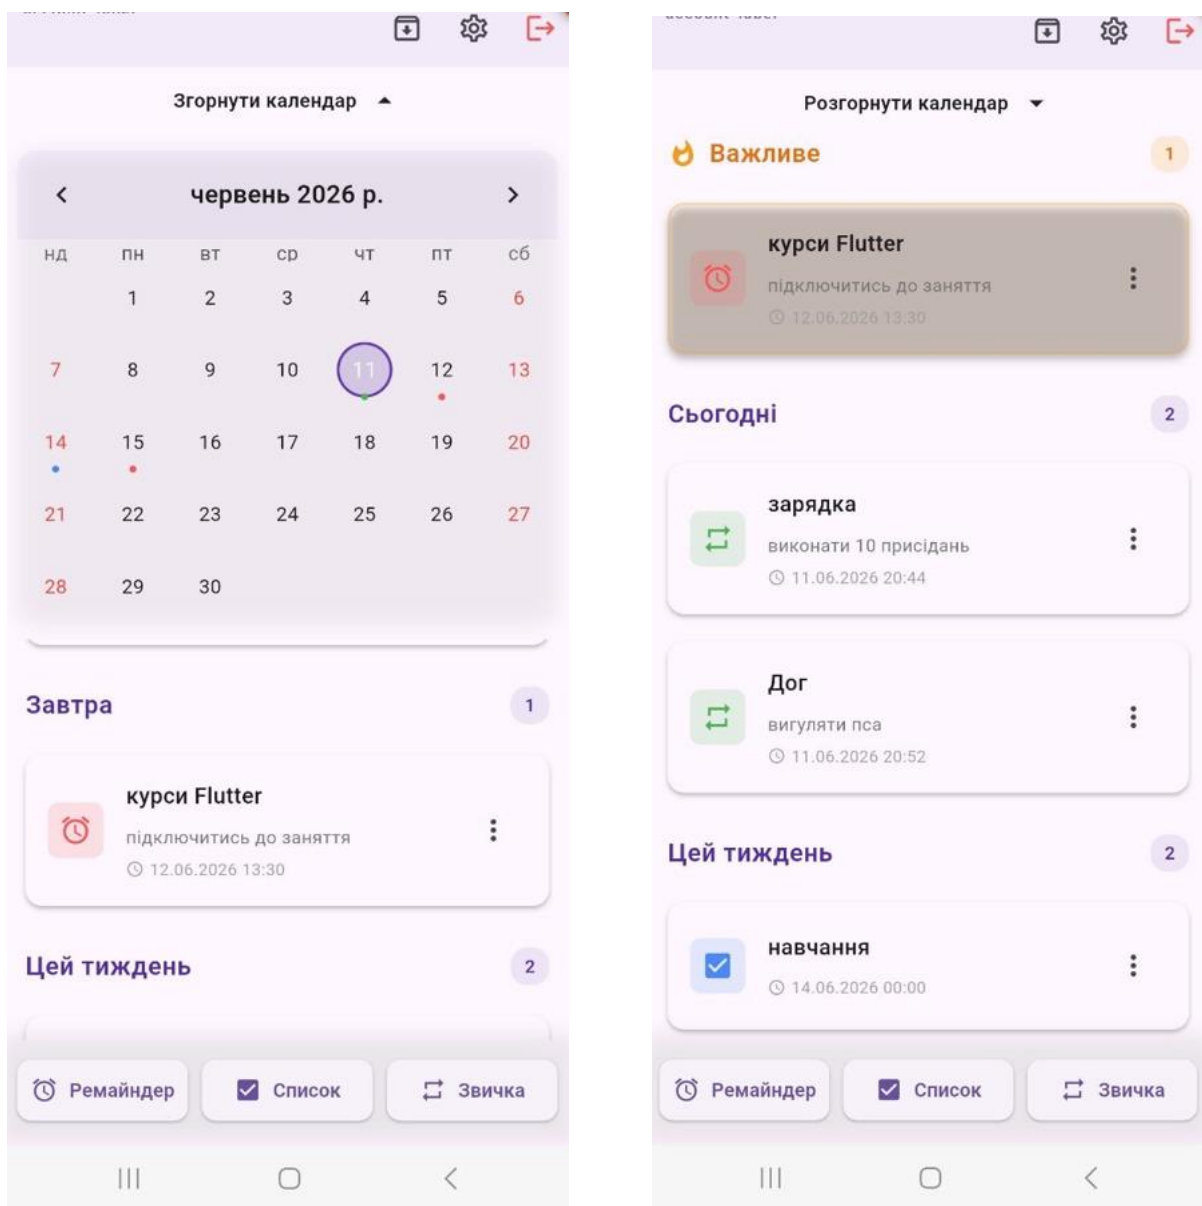 Згорнути календар
червень 2026 р.
нд пн вт ср чт пт сб
1 2 3 4 5 6
7 8 9 10 11 12 13
14 15 16 17 18 19 20
21 22 23 24 25 26 27
28 29 30
Завтра 1
курси Flutter
підключитись до заняття
12.06.2026 13:30
Цей тиждень 2
Ремайндер Список Звичка
Розгорнути календар
Важливе 1
курси Flutter
підключитись до заняття
12.06.2026 13:30
Сьогодні 2
зарядка
виконати 10 присідань
11.06.2026 20:44
Дог
вигуляти пса
11.06.2026 20:52
Цей тиждень 2
навчання
14.06.2026 00:00
Ремайндер Список Звичка